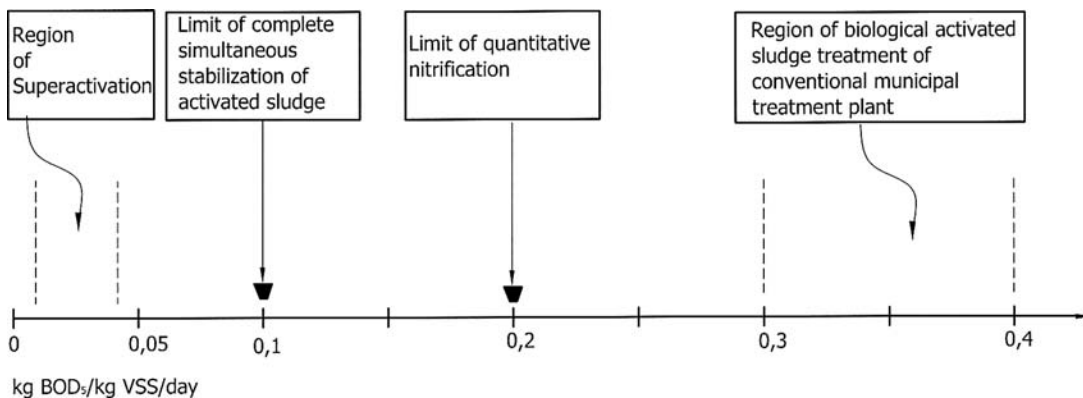 Region
of
Superactivation
Limit of complete
simultaneous
stabilization of
activated sludge
Limit of quantitative
nitrification
Region of biological activated
sludge treatment of
conventional municipal
treatment plant
0
0,05
0,1
0,2
0,3
0,4
kg BOD₅/kg VSS/day